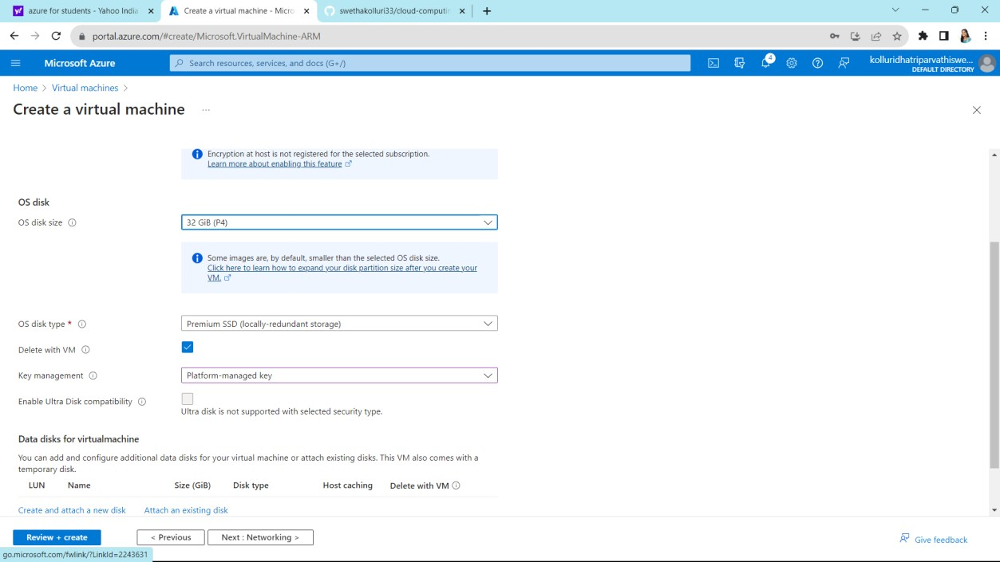 azure for students - Yahoo India
Create a virtual machine - Micro
swethakolluri33/cloud-computin
portal.azure.com/#create/Microsoft.VirtualMachine-ARM
Microsoft Azure
Search resources, services, and docs (G+/)
4
kolluridhatriparvathiswe...
DEFAULT DIRECTORY
Home > Virtual machines >
Create a virtual machine ...
Encryption at host is not registered for the selected subscription.
Learn more about enabling this feature
OS disk
OS disk size
32 GiB (P4)
Some images are, by default, smaller than the selected OS disk size.
Click here to learn how to expand your disk partition size after you create your
VM.
OS disk type *
Premium SSD (locally-redundant storage)
Delete with VM
Key management
Platform-managed key
Enable Ultra Disk compatibility
Ultra disk is not supported with selected security type.
Data disks for virtualmachine
You can add and configure additional data disks for your virtual machine or attach existing disks. This VM also comes with a
temporary disk.
LUN Name Size (GiB) Disk type Host caching Delete with VM
Create and attach a new disk Attach an existing disk
Review + create < Previous Next : Networking > Give feedback
go.microsoft.com/fwlink/?LinkId=2243631